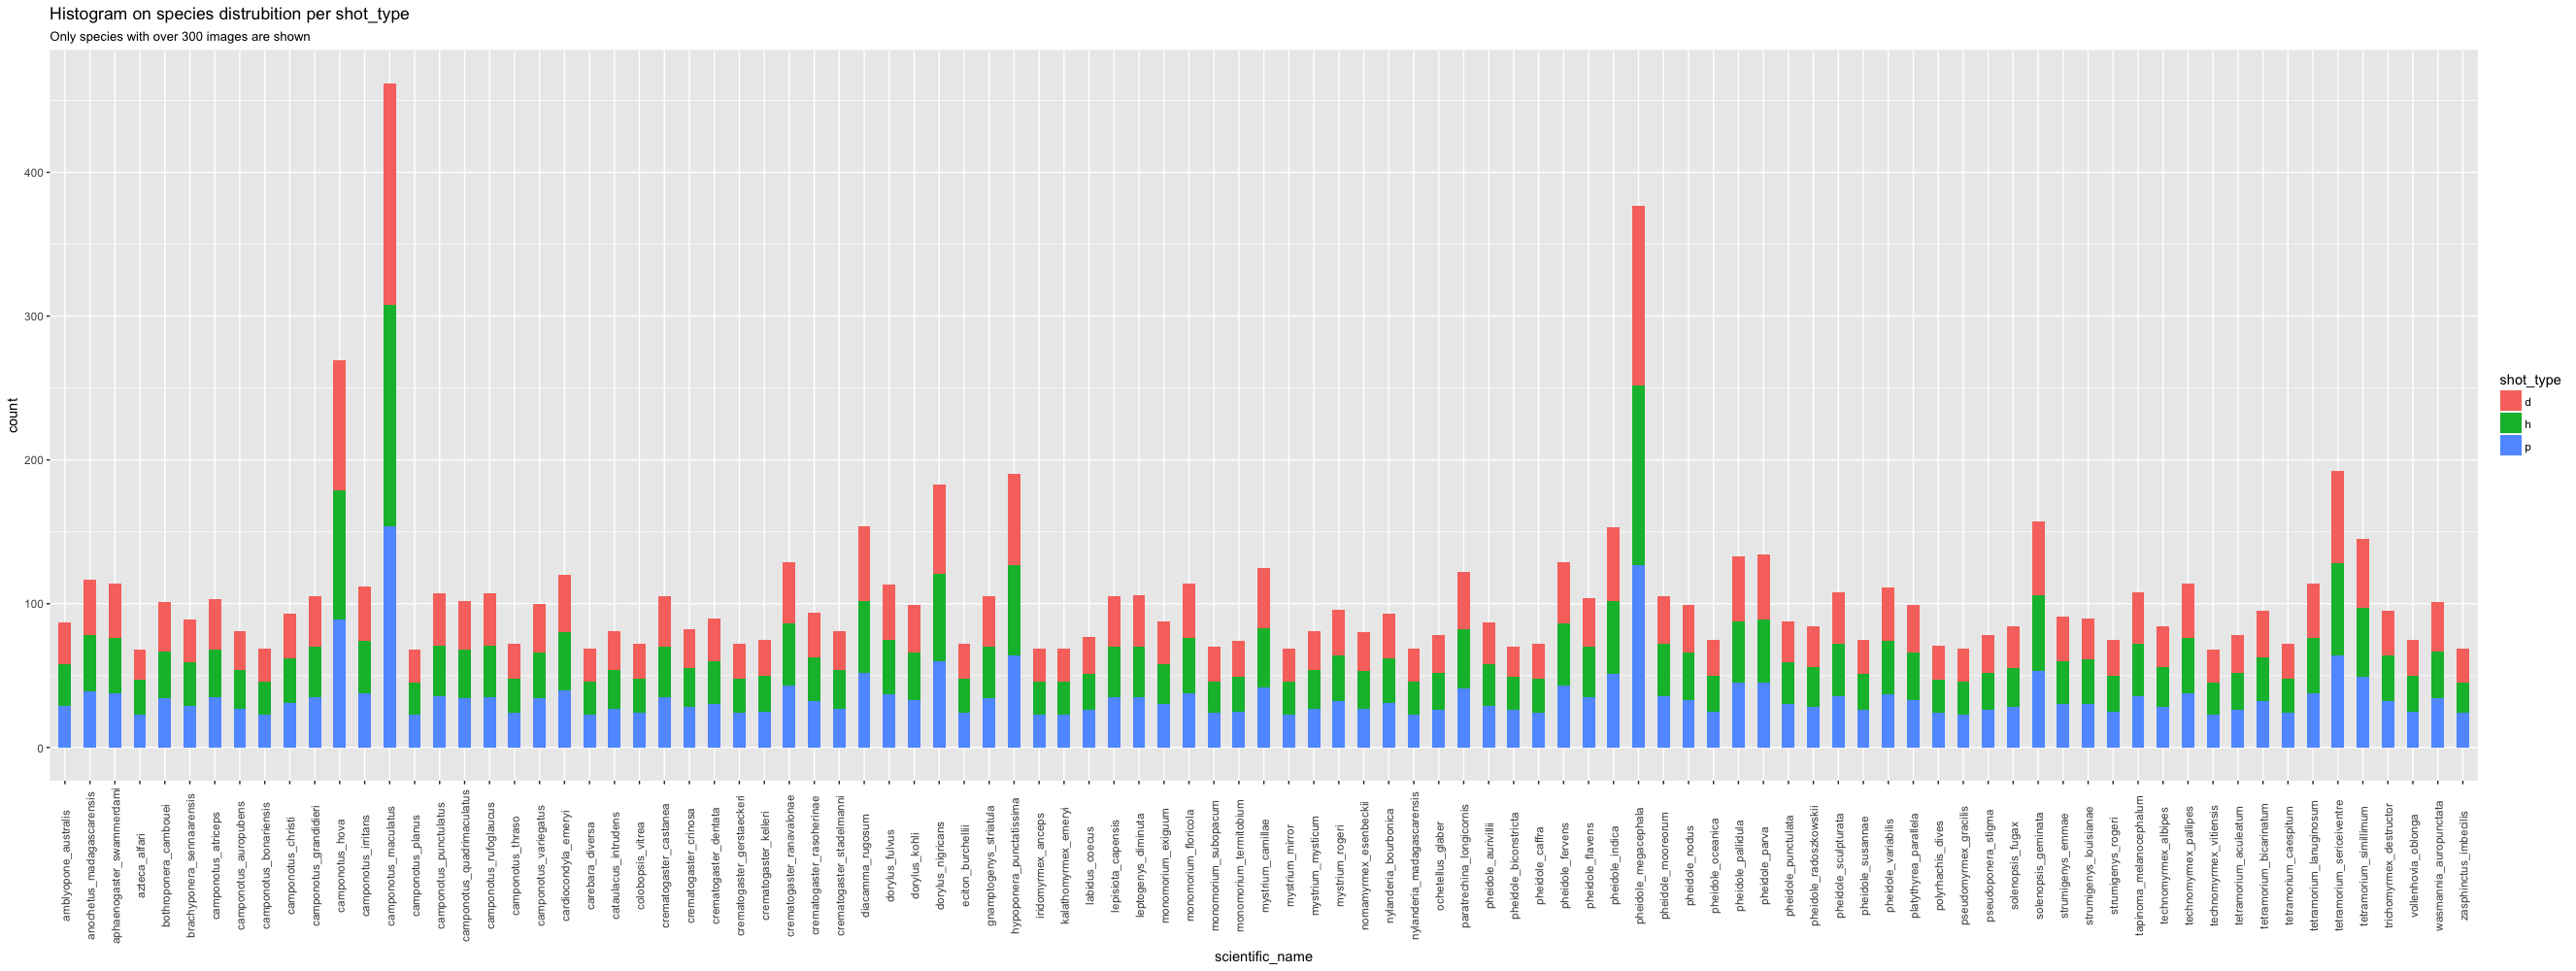 Histogram on species distrubition per shot_type
Only species with over 300 images are shown
count
400
300
200
100
0
shot_type
d
h
p
amblyopone_australis
anochetus_madagascarensis
aphaenogaster_swammerdami
azteca_alfari
bothroponera_cambouei
brachyponera_sennaarensis
camponotus_atriceps
camponotus_auropubens
camponotus_bonariensis
camponotus_christi
camponotus_grandidieri
camponotus_hova
camponotus_irritans
camponotus_maculatus
camponotus_planus
camponotus_punctulatus
camponotus_quadrimaculatus
camponotus_rufoglaucus
camponotus_thraso
camponotus_variegatus
cardiocondyla_emeryi
carebara_diversa
cataulacus_intrudens
colobopsis_vitrea
crematogaster_castanea
crematogaster_crinosa
crematogaster_dentata
crematogaster_gerstaeckeri
crematogaster_kelleri
crematogaster_ranavalonae
crematogaster_rasoherinae
crematogaster_stadelmanni
diacamma_rugosum
dorylus_fulvus
dorylus_kohli
dorylus_nigricans
eciton_burchellii
gnamptogenys_striatula
hypoponera_punctatissima
iridomyrmex_anceps
kalathomyrmex_emeryi
labidus_coecus
lepisiota_capensis
leptogenys_diminuta
monomorium_exiguum
monomorium_floricola
monomorium_subopacum
monomorium_termitobium
mystrium_camillae
mystrium_mirror
mystrium_mysticum
mystrium_rogeri
nomamyrmex_esenbeckii
nylanderia_bourbonica
nylanderia_madagascarensis
ochetellus_glaber
paratrechina_longicornis
pheidole_aurivillii
pheidole_biconstricta
pheidole_caffra
pheidole_fervens
pheidole_flavens
pheidole_indica
pheidole_megacephala
pheidole_mooreorum
pheidole_nodus
pheidole_oceanica
pheidole_pallidula
pheidole_parva
pheidole_punctulata
pheidole_radoszkowskii
pheidole_sculpturata
pheidole_susannae
pheidole_variabilis
platythyrea_parallela
polyrhachis_dives
pseudomyrmex_gracilis
pseudoponera_stigma
solenopsis_fugax
solenopsis_geminata
strumigenys_emmae
strumigenys_louisianae
strumigenys_rogeri
tapinoma_melanocephalum
technomyrmex_albipes
technomyrmex_pallipes
technomyrmex_vitiensis
tetramorium_aculeatum
tetramorium_bicarinatum
tetramorium_caespitum
tetramorium_lanuginosum
tetramorium_sericeiventre
tetramorium_simillimum
trichomyrmex_destructor
vollenhovia_oblonga
wasmannia_auropunctata
zasphinctus_imbecilis
scientific_name